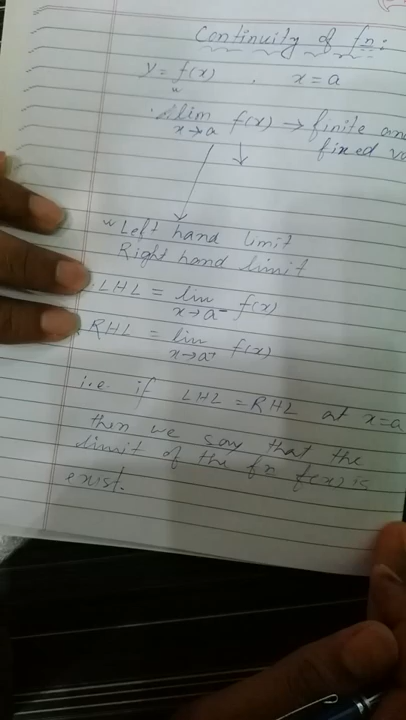 Continuity of fn:
y = f(x) . x = a
lim x→a f(x) → finite and
fixed
Left hand limit
Right hand limit
LHL = lim x→a⁻ f(x)
RHL = lim x→a⁺ f(x)
i.e. if LHL = RHL at x=a
then we say that the
limit of the fn f(x) is
exist.